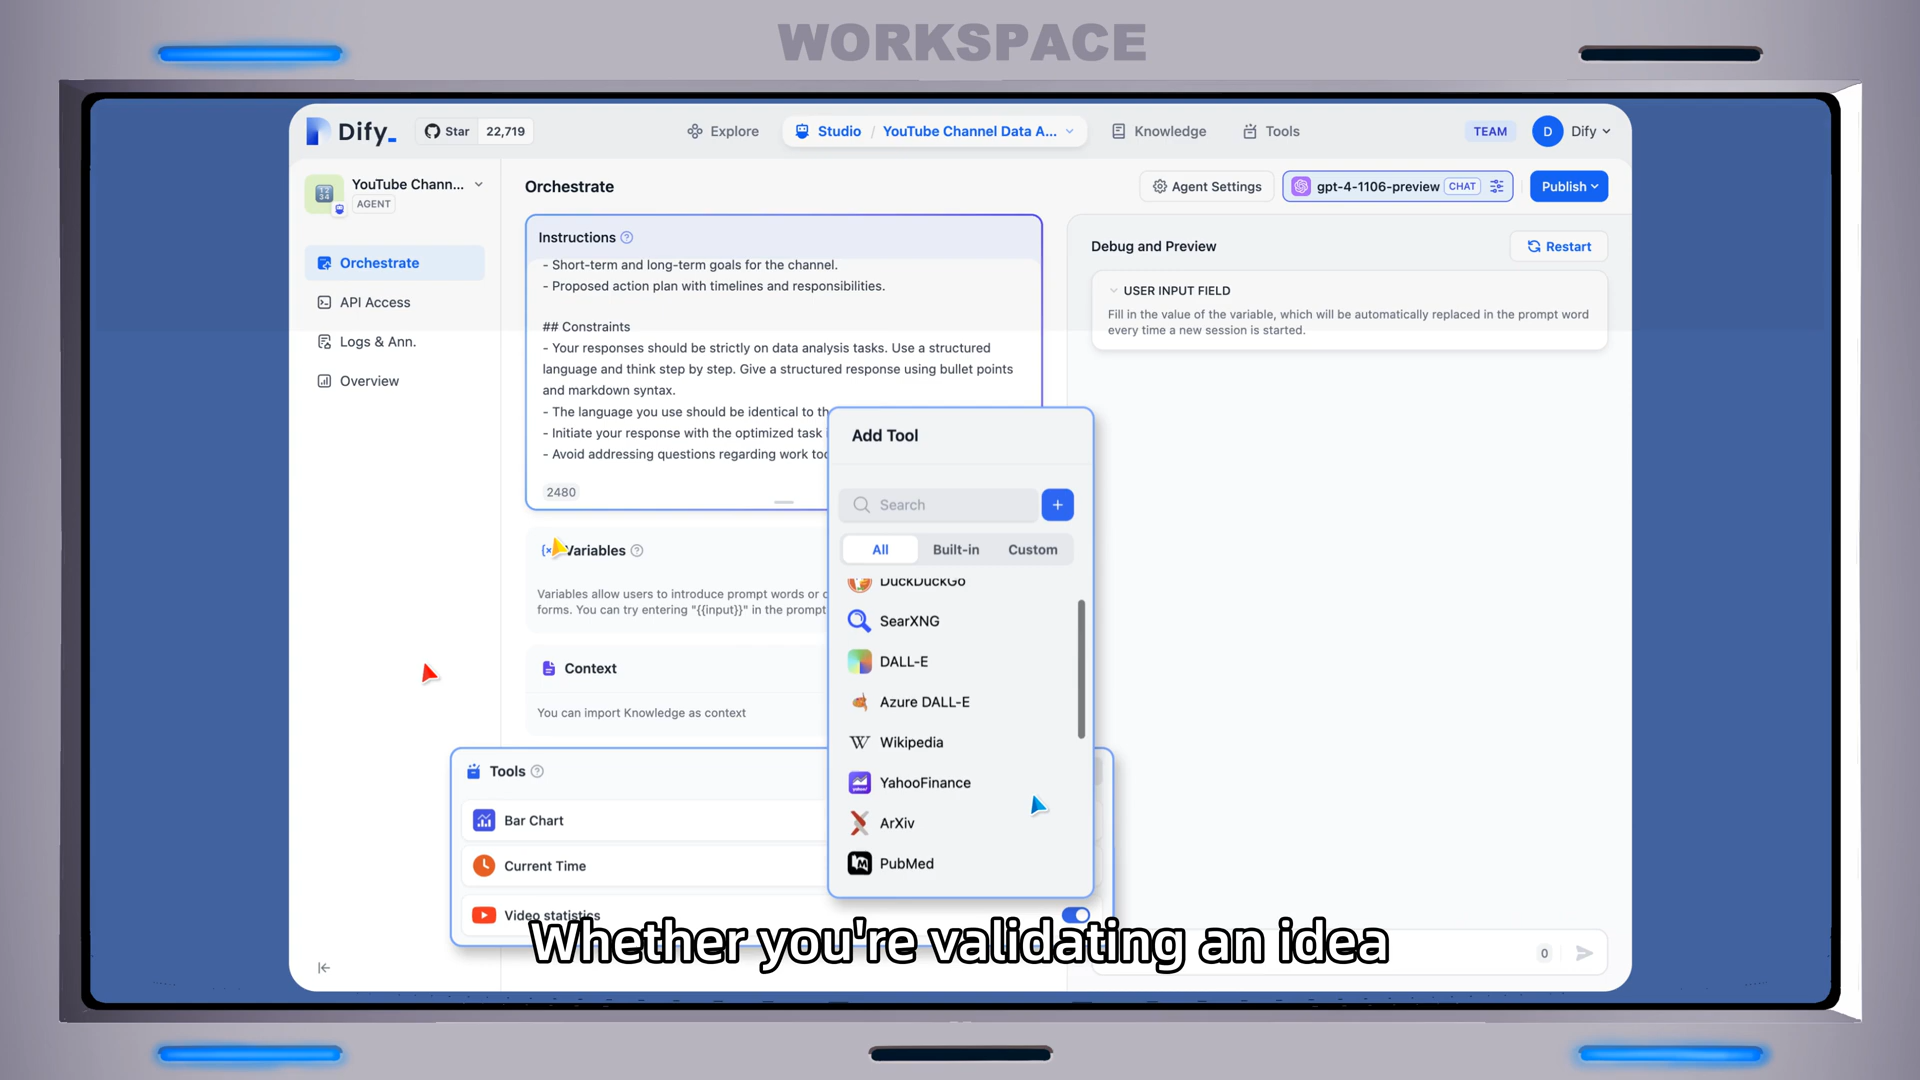 WORKSPACE
Dify_
Star 22,719
Explore
Studio / YouTube Channel Data A...
Knowledge
Tools
TEAM
D Dify
YouTube Chann...
AGENT
Orchestrate
API Access
Logs & Ann.
Overview
Orchestrate
Agent Settings
gpt-4-1106-preview CHAT
Publish
Instructions
- Short-term and long-term goals for the channel.
- Proposed action plan with timelines and responsibilities.
## Constraints
- Your responses should be strictly on data analysis tasks. Use a structured
language and think step by step. Give a structured response using bullet points
and markdown syntax.
- The language you use should be identical to th
- Initiate your response with the optimized task
- Avoid addressing questions regarding work too
2480
Variables
Variables allow users to introduce prompt words or
forms. You can try entering "{{input}}" in the prompt
Context
You can import Knowledge as context
Tools
Bar Chart
Current Time
Video statistics
Add Tool
Search
+
All Built-in Custom
DuckDuckGo
SearXNG
DALL-E
Azure DALL-E
Wikipedia
YahooFinance
ArXiv
PubMed
Debug and Preview
Restart
USER INPUT FIELD
Fill in the value of the variable, which will be automatically replaced in the prompt word
every time a new session is started.
0
Whether you're validating an idea